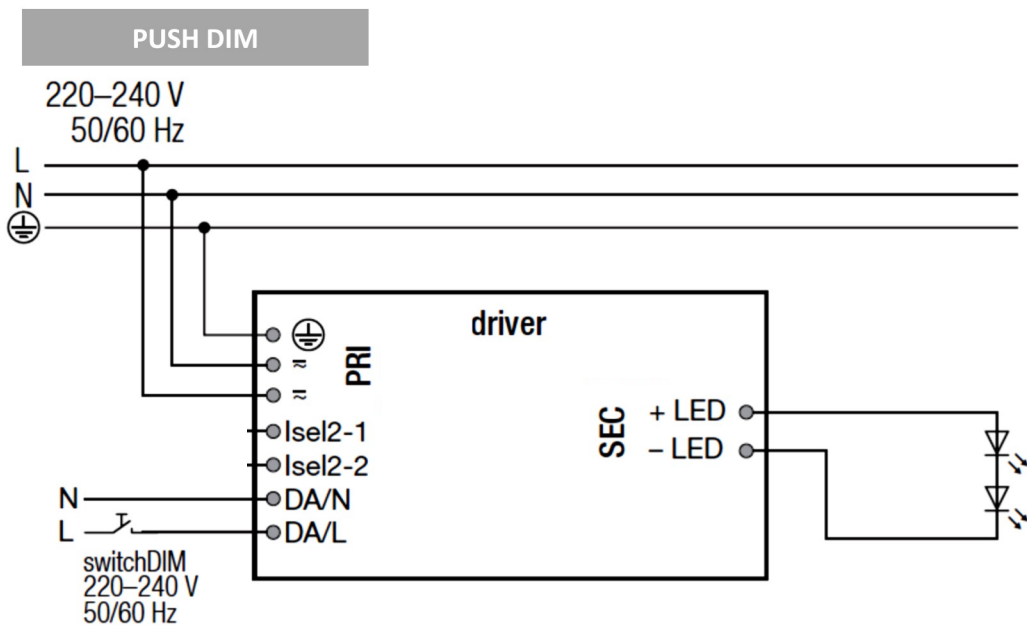 PUSH DIM
220–240 V
50/60 Hz
L
N
driver
PRI
≂
≂
Isel2-1
Isel2-2
N
DA/N
L
DA/L
switchDIM
220–240 V
50/60 Hz
SEC
+ LED
– LED